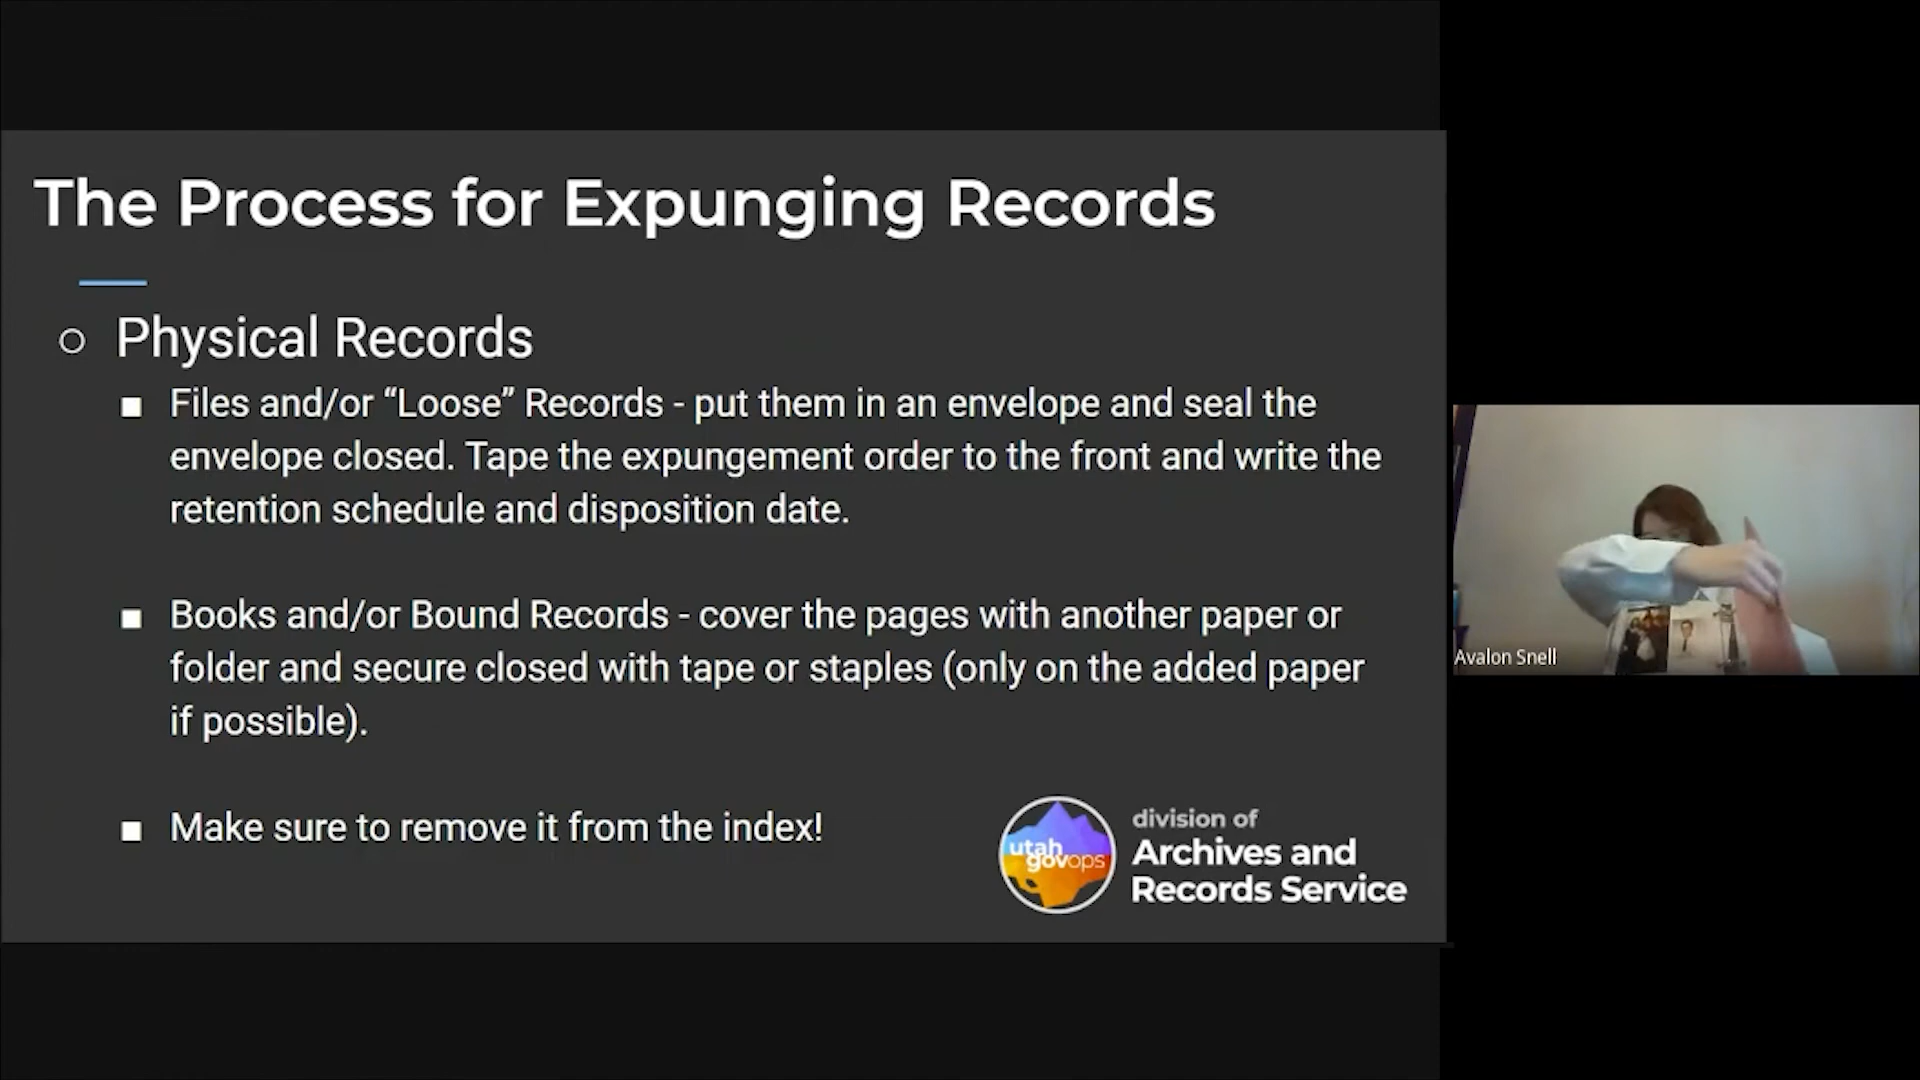 The Process for Expunging Records
○ Physical Records
■ Files and/or “Loose” Records - put them in an envelope and seal the
envelope closed. Tape the expungement order to the front and write the
retention schedule and disposition date.
■ Books and/or Bound Records - cover the pages with another paper or
folder and secure closed with tape or staples (only on the added paper
if possible).
■ Make sure to remove it from the index!
utah
govops
division of
Archives and
Records Service
Avalon Snell